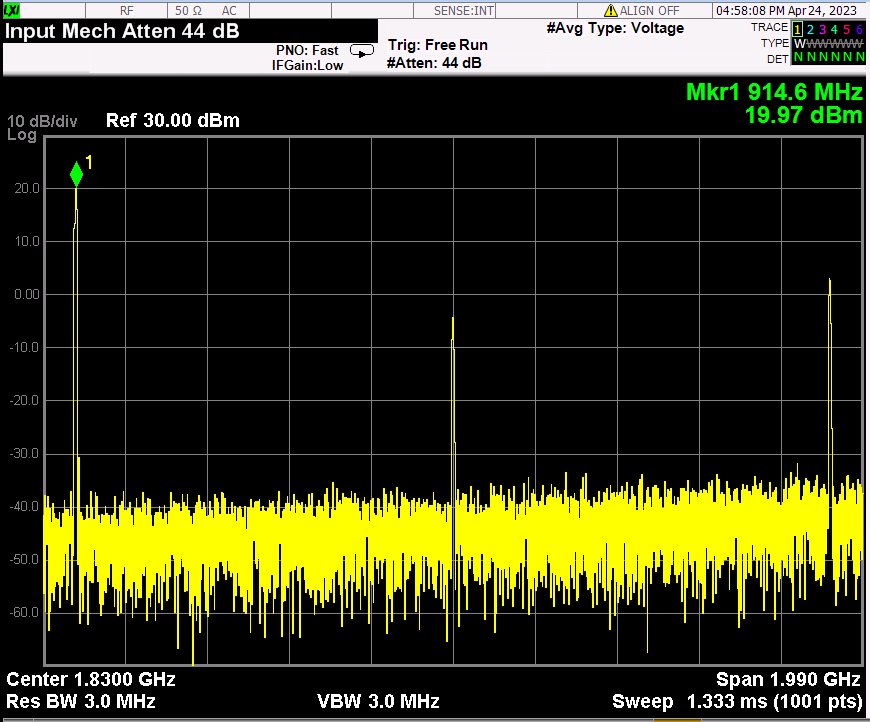 LXI RF 50 Ω AC SENSE:INT ALIGN OFF 04:58:08 PM Apr 24, 2023
Input Mech Atten 44 dB
PNO: Fast
IFGain:Low
Trig: Free Run
#Atten: 44 dB
#Avg Type: Voltage
TRACE 1 2 3 4 5 6
TYPE W W W W W W
DET N N N N N N
Mkr1 914.6 MHz
19.97 dBm
10 dB/div Ref 30.00 dBm
Log
1
20.0
10.0
0.00
-10.0
-20.0
-30.0
-40.0
-50.0
-60.0
Center 1.8300 GHz Span 1.990 GHz
Res BW 3.0 MHz VBW 3.0 MHz Sweep 1.333 ms (1001 pts)